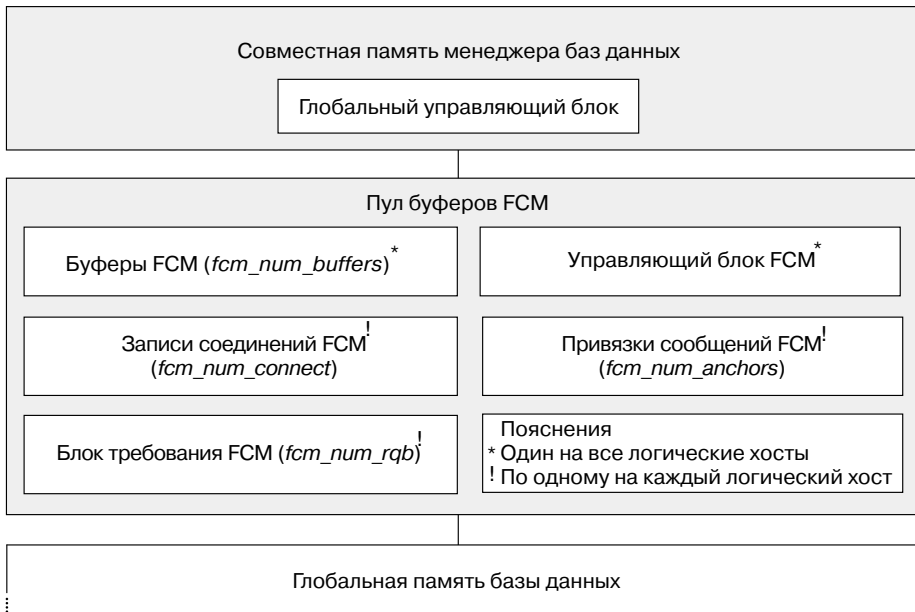 Совместная память менеджера баз данных
Глобальный управляющий блок
Пул буферов FCM
Буферы FCM (fcm_num_buffers)*
Управляющий блок FCM*
Записи соединений FCM!
(fcm_num_connect)
Привязки сообщений FCM!
(fcm_num_anchors)
Блок требования FCM (fcm_num_rqb)!
Пояснения
* Один на все логические хосты
! По одному на каждый логический хост
Глобальная память базы данных